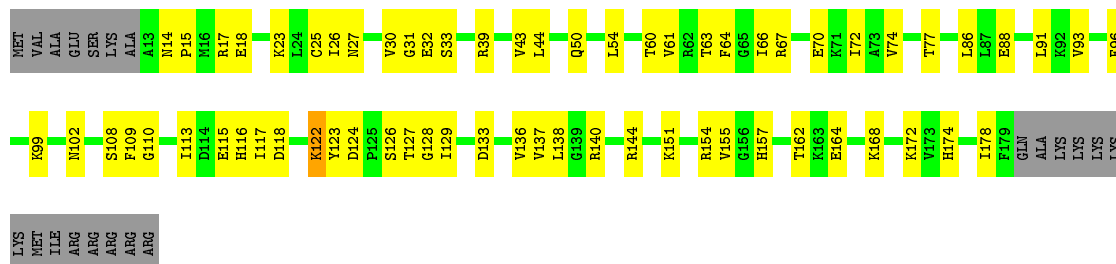 MET VAL ALA GLU SER LYS ALA A13 N14 P15 M16 R17 E18 K23 L24 C25 I26 N27 V30 G31 E32 S33 R39 V43 L44 Q50 L54 T60 V61 R62 T63 F64 G65 I66 R67 E70 K71 I72 A73 V74 T77 L86 L87 E88 L91 K92 V93
K99 N102 S108 F109 G110 I113 D114 E115 H116 I117 D118 K122 Y123 D124 P125 S126 T127 G128 I129 D133 V136 V137 L138 G139 R140 R144 K151 R154 V155 G156 H157 T162 K163 E164 K168 K172 V173 H174 I178 F179 GLN ALA LYS LYS LYS LYS
LYS MET ILE ARG ARG ARG ARG ARG